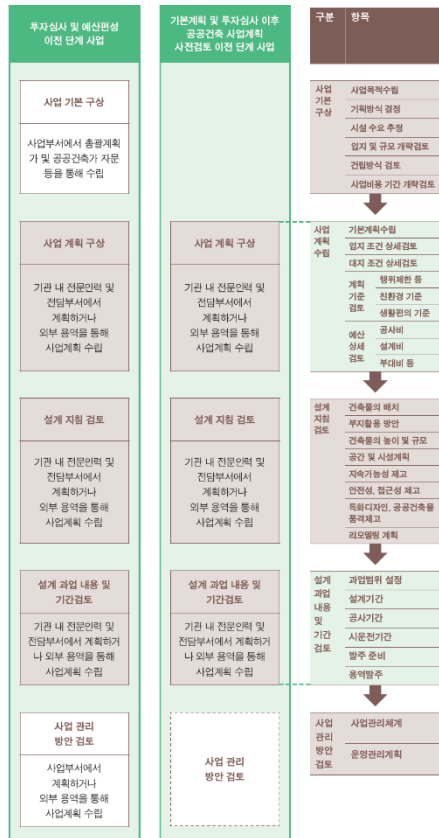 투자심사 및 예산편성
이전 단계 사업
사업 기본 구상
사업부서에서 총괄계획
가 및 공공건축가 자문
등을 통해 수립
사업 계획 구상
기관 내 전문인력 및
전담부서에서
계획하거나
외부 용역을 통해
사업계획 수립
설계 지침 검토
기관 내 전문인력 및
전담부서에서
계획하거나
외부 용역을 통해
사업계획 수립
설계 과업 내용 및
기간검토
기관 내 전문인력 및
전담부서에서 계획하거
나 외부 용역을 통해
사업계획 수립
사업 관리
방안 검토
사업부서에서
계획하거나
외부 용역을 통해
사업계획 수립
기본계획 및 투자심사 이후
공공건축 사업계획
사전검토 이전 단계 사업
사업 계획 구상
기관 내 전문인력 및
전담부서에서
계획하거나
외부 용역을 통해
사업계획 수립
설계 지침 검토
기관 내 전문인력 및
전담부서에서
계획하거나
외부 용역을 통해
사업계획 수립
설계 과업 내용 및
기간검토
기관 내 전문인력 및
전담부서에서 계획하거
나 외부 용역을 통해
사업계획 수립
사업 관리
방안 검토
구분 항목
사업
기본
구상
사업목적수립
기획방식 결정
시설 수요 추정
입지 및 규모 개략검토
건립방식 검토
사업비용 기간 개략검토
사업
계획
수립
기본계획수립
입지 조건 상세검토
대지 조건 상세검토
계획
기준
검토
행위제한 등
친환경 기준
생활편의 기준
예산
상세
검토
공사비
설계비
부대비 등
설계
지침
검토
건축물의 배치
부지활용 방안
건축물의 높이 및 규모
공간 및 시설계획
지속가능성 제고
안전성, 접근성 제고
특화디자인, 공공건축물
품격제고
리모델링 계획
설계
과업
내용
및
기간
검토
과업범위 설정
설계기간
공사기간
시운전기간
발주 준비
용역발주
사업
관리
방안
검토
사업관리체계
운영관리계획